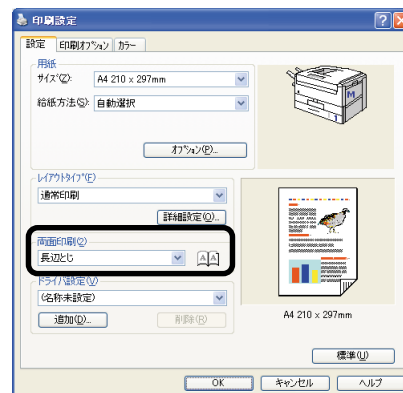 印刷設定
設定 印刷オプション カラー
用紙
サイズ(Z): A4 210 x 297mm
給紙方法(S): 自動選択
オプション(P)...
M
レイアウトタイプ(E)
通常印刷
詳細設定(O)...
両面印刷(2)
長辺とじ
A A
ドライバ設定(V)
(名称未設定)
追加(D)... 削除(R)
A4 210 x 297mm
標準(U)
OK キャンセル ヘルプ